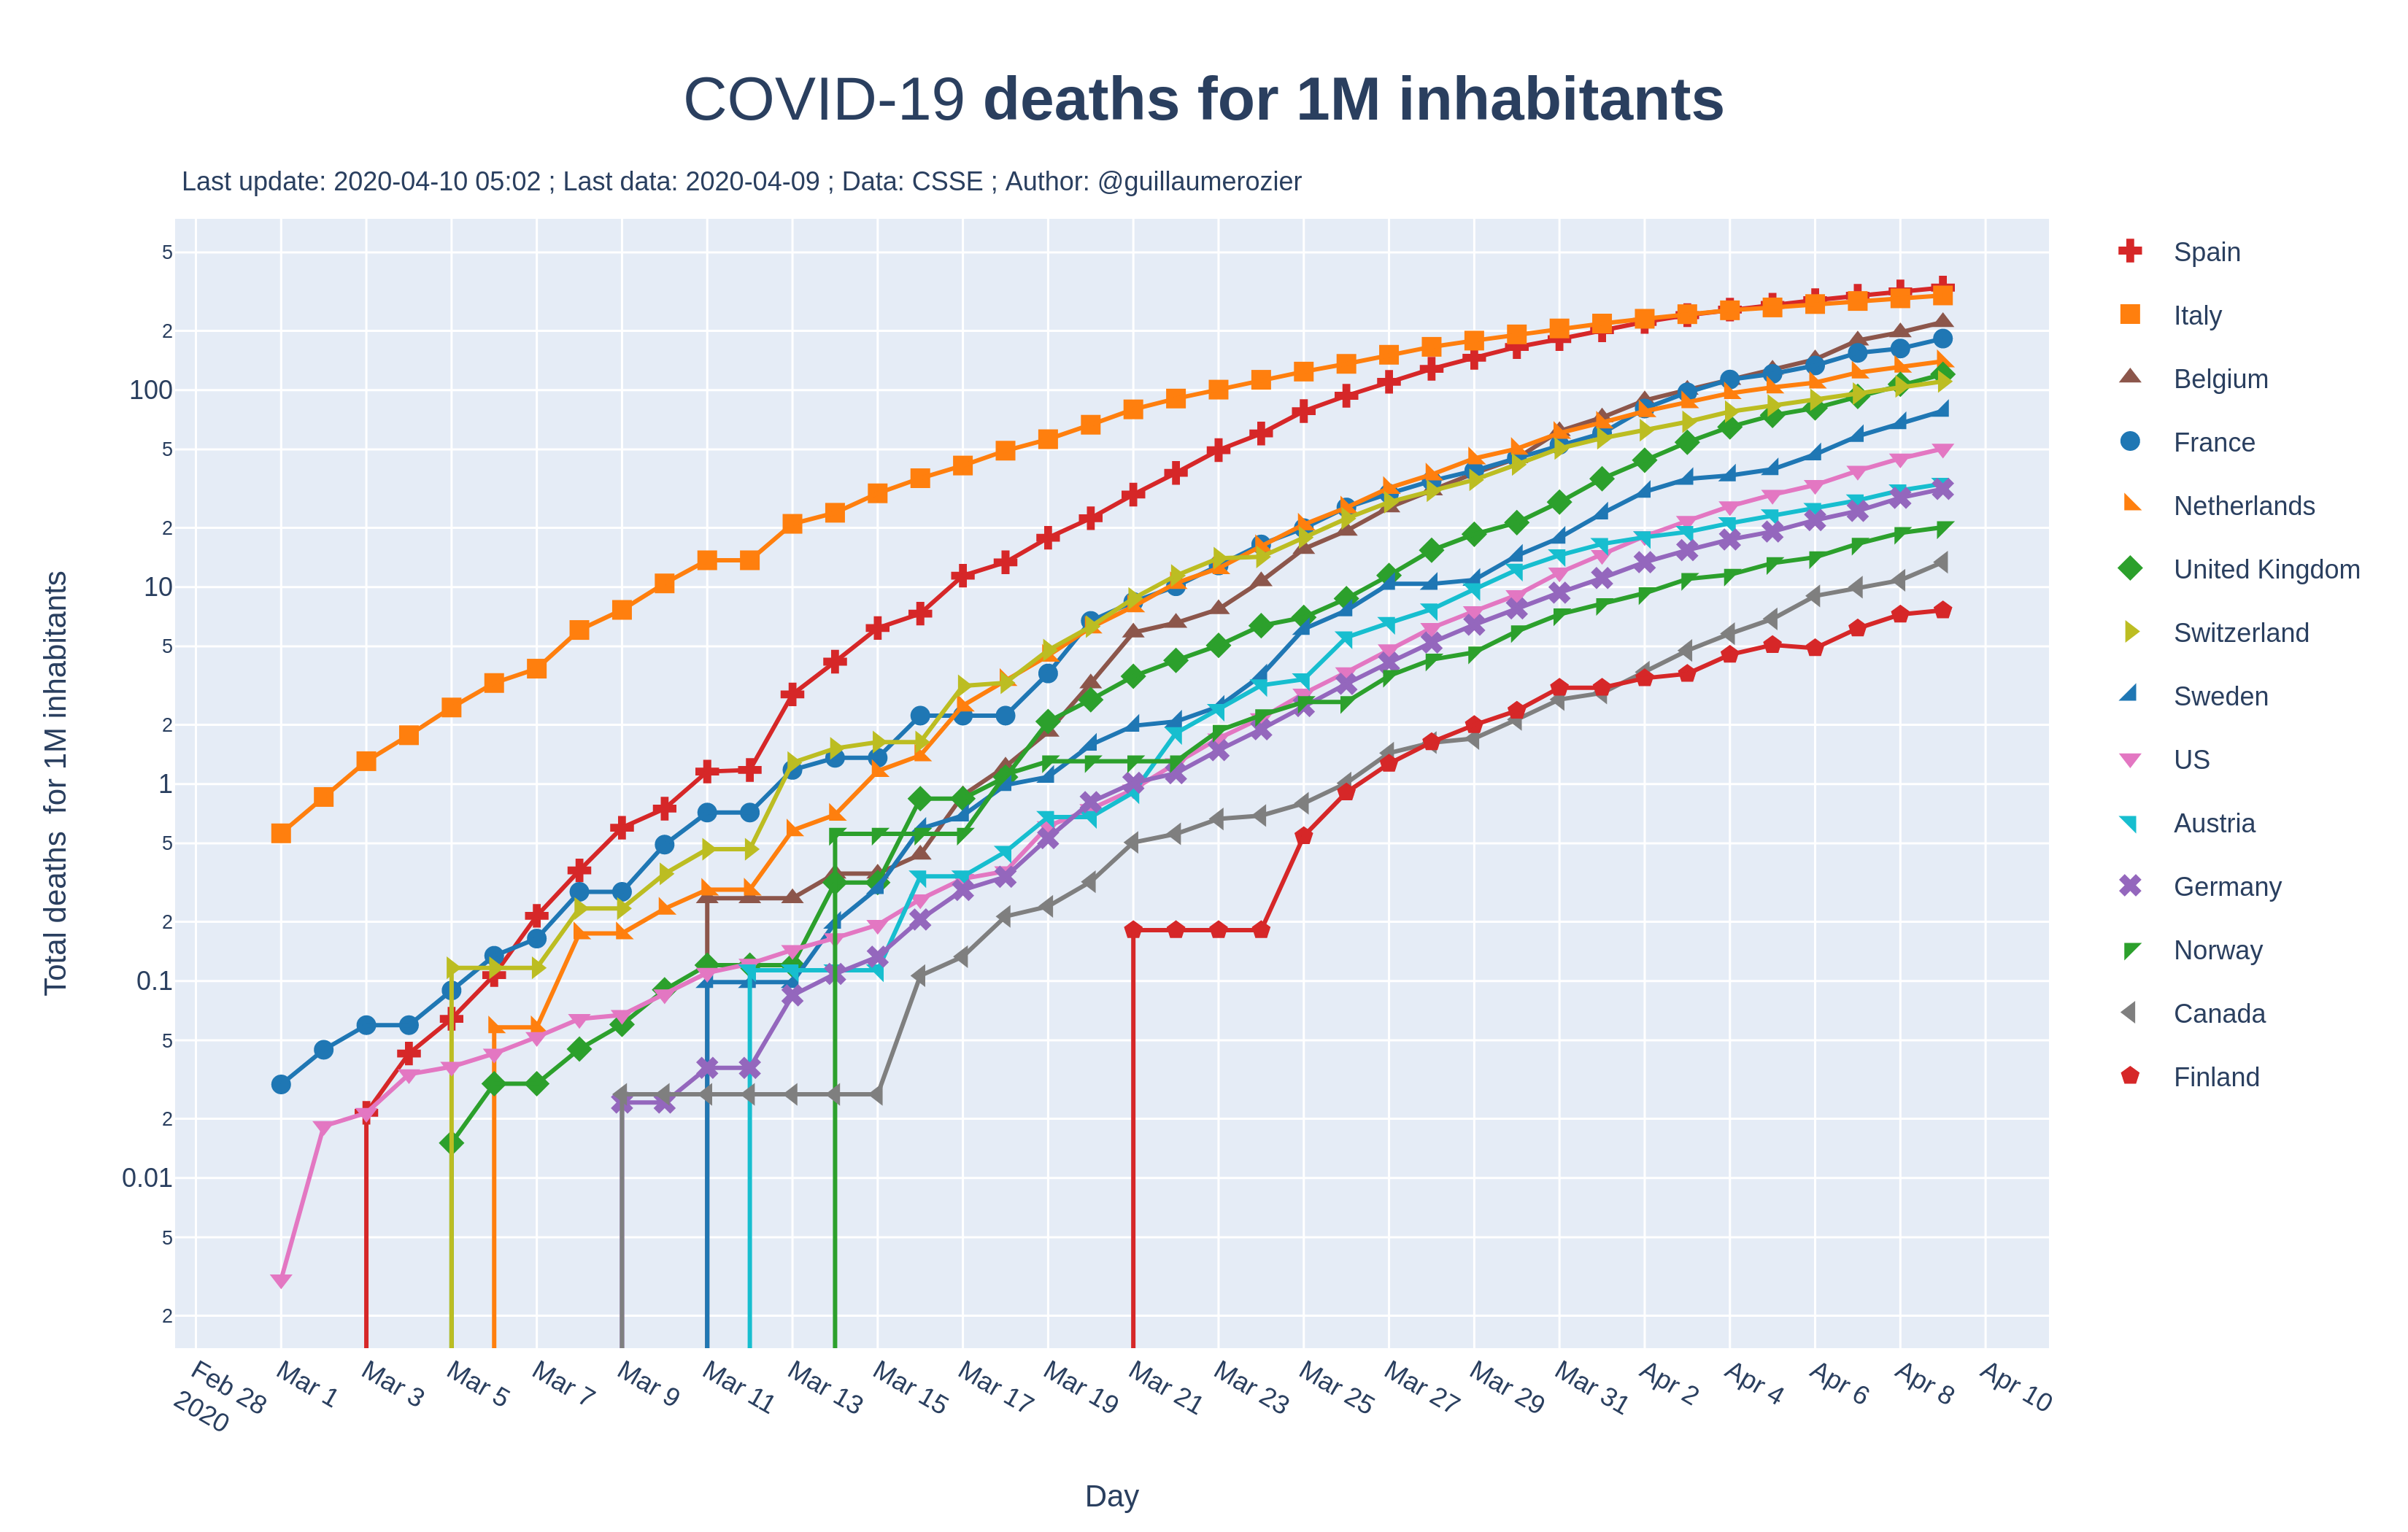 COVID-19 deaths for 1M inhabitants
Last update: 2020-04-10 05:02 ; Last data: 2020-04-09 ; Data: CSSE ; Author: @guillaumerozier
Total deaths for 1M inhabitants
5
2
100
5
2
10
5
2
1
5
2
0.1
5
2
0.01
5
2
Feb 28
2020
Mar 1
Mar 3
Mar 5
Mar 7
Mar 9
Mar 11
Mar 13
Mar 15
Mar 17
Mar 19
Mar 21
Mar 23
Mar 25
Mar 27
Mar 29
Mar 31
Apr 2
Apr 4
Apr 6
Apr 8
Apr 10
Day
Spain
Italy
Belgium
France
Netherlands
United Kingdom
Switzerland
Sweden
US
Austria
Germany
Norway
Canada
Finland